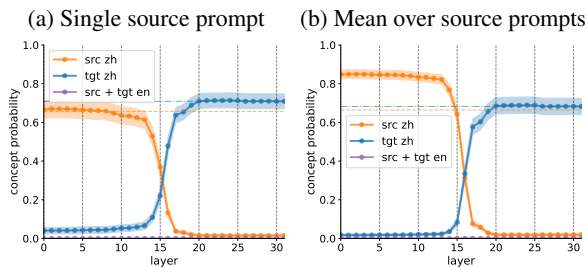 (a) Single source prompt
(b) Mean over source prompts
concept probability
1.0
0.8
0.6
0.4
0.2
0.0
src zh
tgt zh
src + tgt en
0 5 10 15 20 25 30
layer
concept probability
1.0
0.8
0.6
0.4
0.2
0.0
src zh
tgt zh
src + tgt en
0 5 10 15 20 25 30
layer